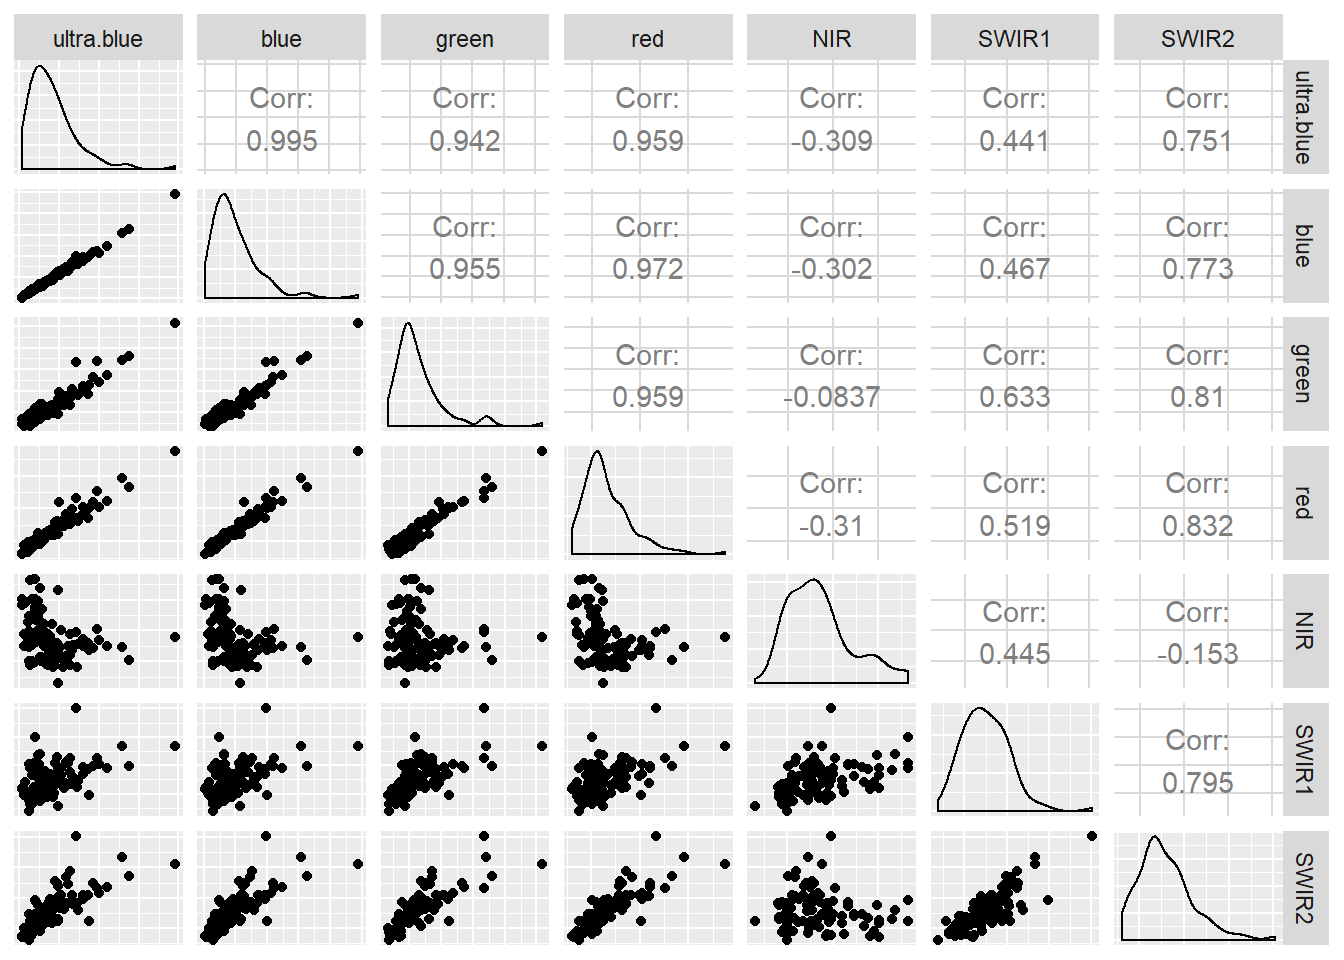 ultra.blue blue green red NIR SWIR1 SWIR2
ultra.blue
Corr: Corr: Corr: Corr: Corr: Corr:
0.995 0.942 0.959 -0.309 0.441 0.751
blue
Corr: Corr: Corr: Corr: Corr:
0.955 0.972 -0.302 0.467 0.773
green
Corr: Corr: Corr: Corr:
0.959 -0.0837 0.633 0.81
red
Corr: Corr: Corr:
-0.31 0.519 0.832
NIR
Corr: Corr:
0.445 -0.153
SWIR1
Corr:
0.795
SWIR2